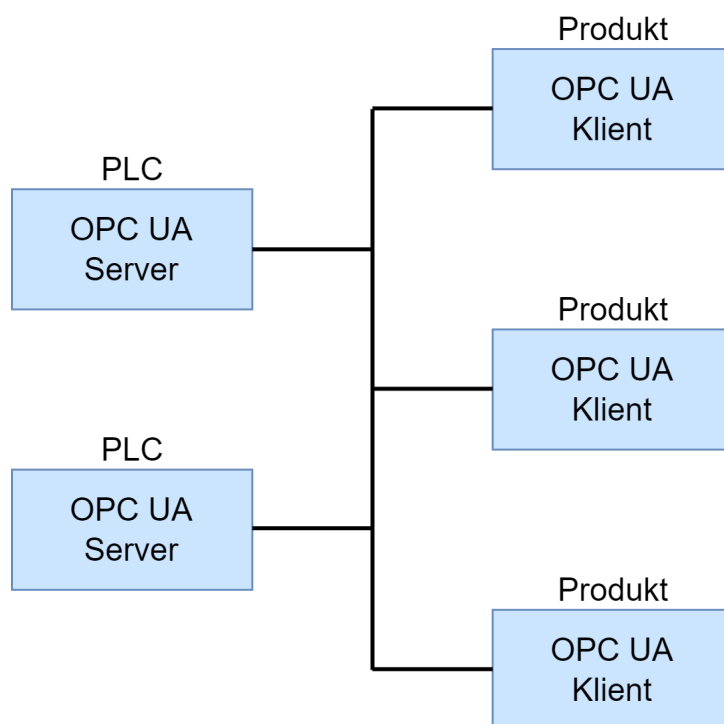 Produkt
OPC UA
Klient
PLC
OPC UA
Server
Produkt
OPC UA
Klient
PLC
OPC UA
Server
Produkt
OPC UA
Klient